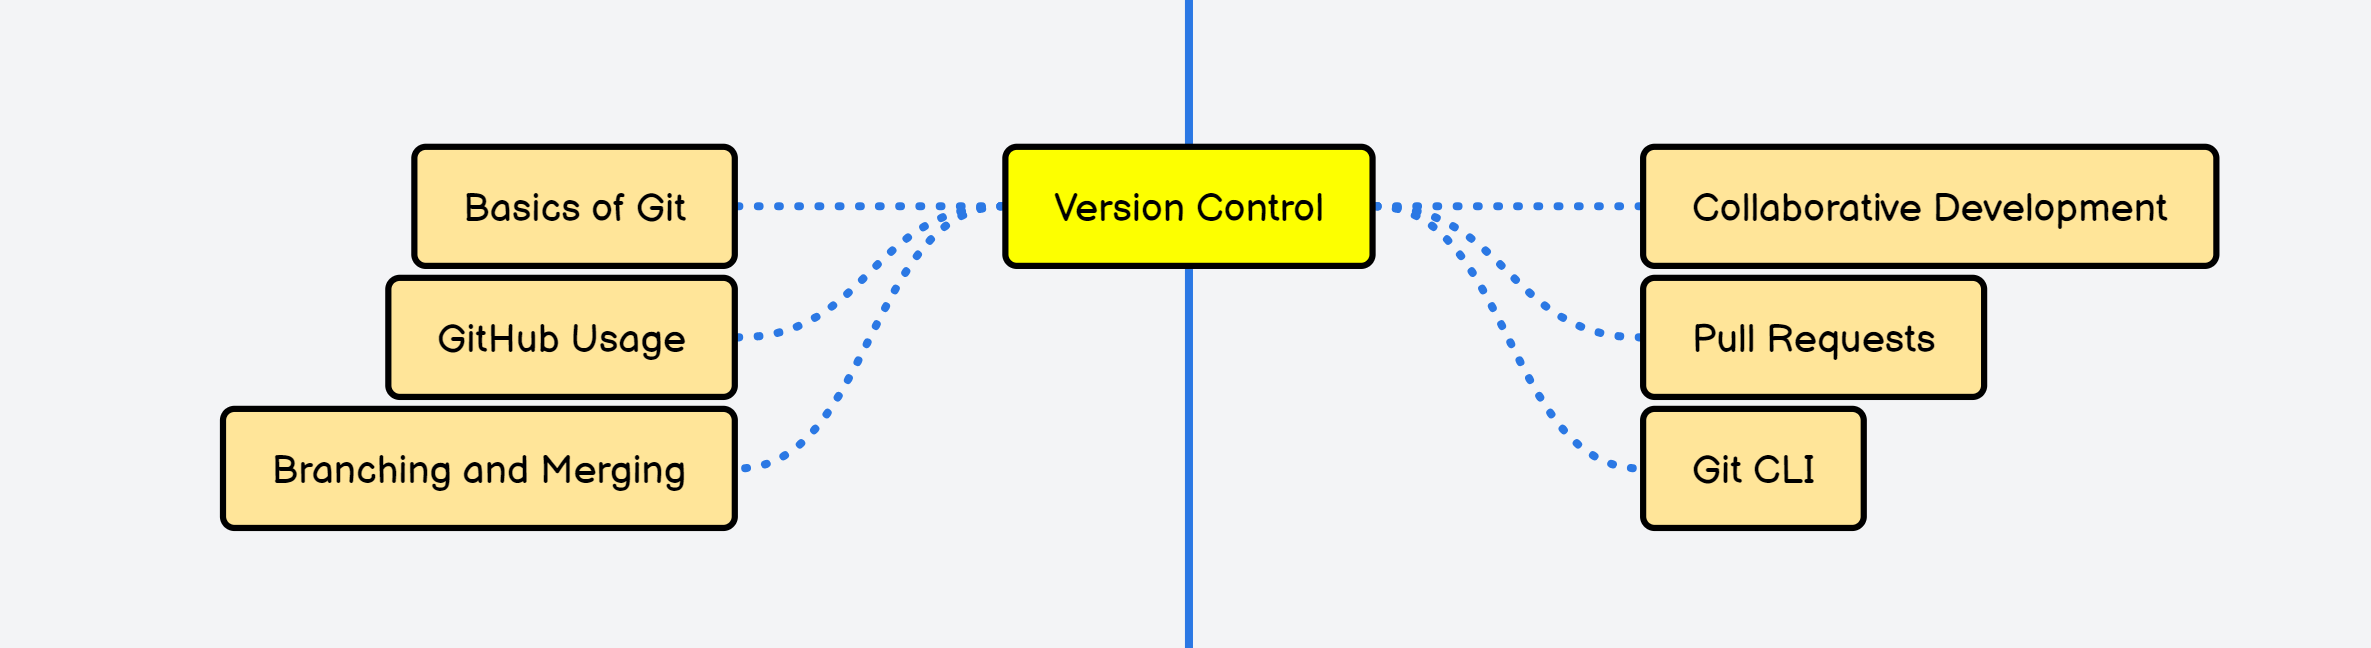 Basics of Git
GitHub Usage
Branching and Merging
Version Control
Collaborative Development
Pull Requests
Git CLI